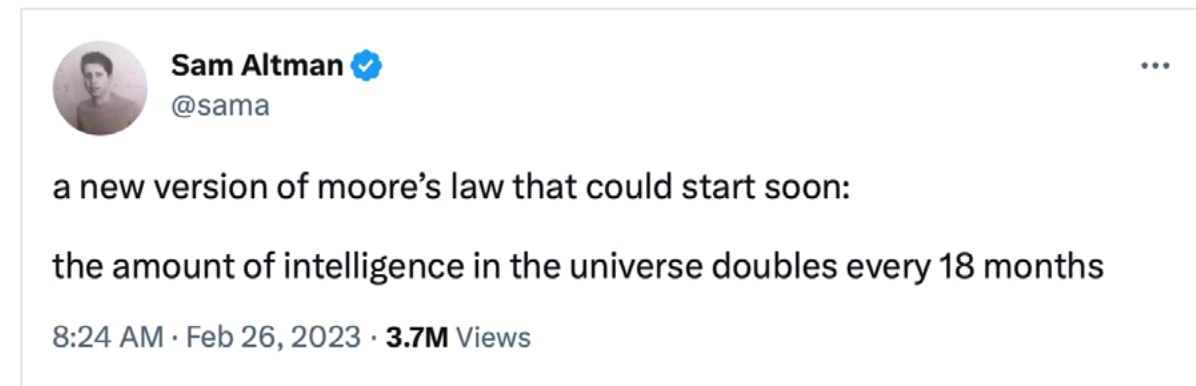 Sam Altman
@sama
a new version of moore’s law that could start soon:
the amount of intelligence in the universe doubles every 18 months
8:24 AM · Feb 26, 2023 · 3.7M Views